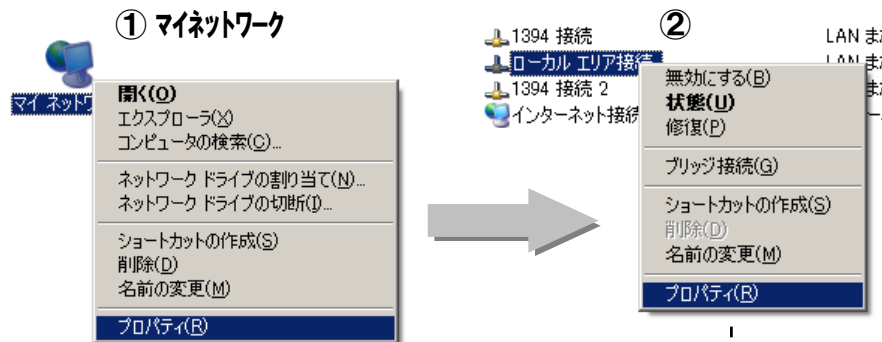 ① マイネットワーク
マイ ネットワ
開く(O)
エクスプローラ(X)
コンピュータの検索(C)...
ネットワーク ドライブの割り当て(N)...
ネットワーク ドライブの切断(I)...
ショートカットの作成(S)
削除(D)
名前の変更(M)
プロパティ(R)
②
1394 接続
LAN また
ローカル エリア接続
LAN また
1394 接続 2
インターネット接続
無効にする(B)
状態(U)
修復(P)
ブリッジ接続(G)
ショートカットの作成(S)
削除(D)
名前の変更(M)
プロパティ(R)